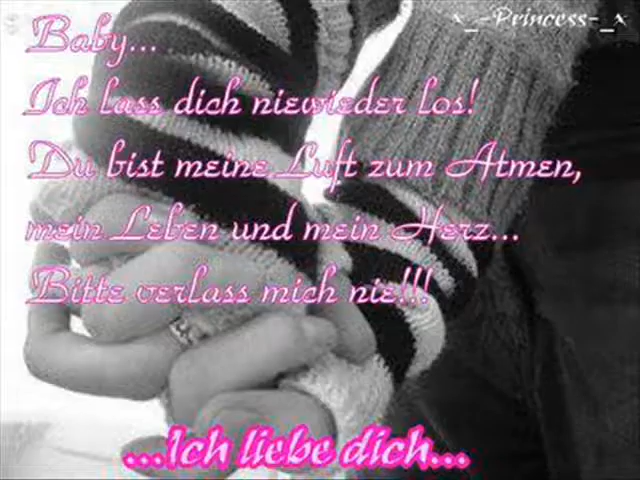 x_-Princess-_x
Baby...
Ich lass dich niewieder los!
Du bist meine Luft zum Atmen,
mein Leben und mein Herz...
Bitte verlass mich nie!!!
...Ich liebe dich...